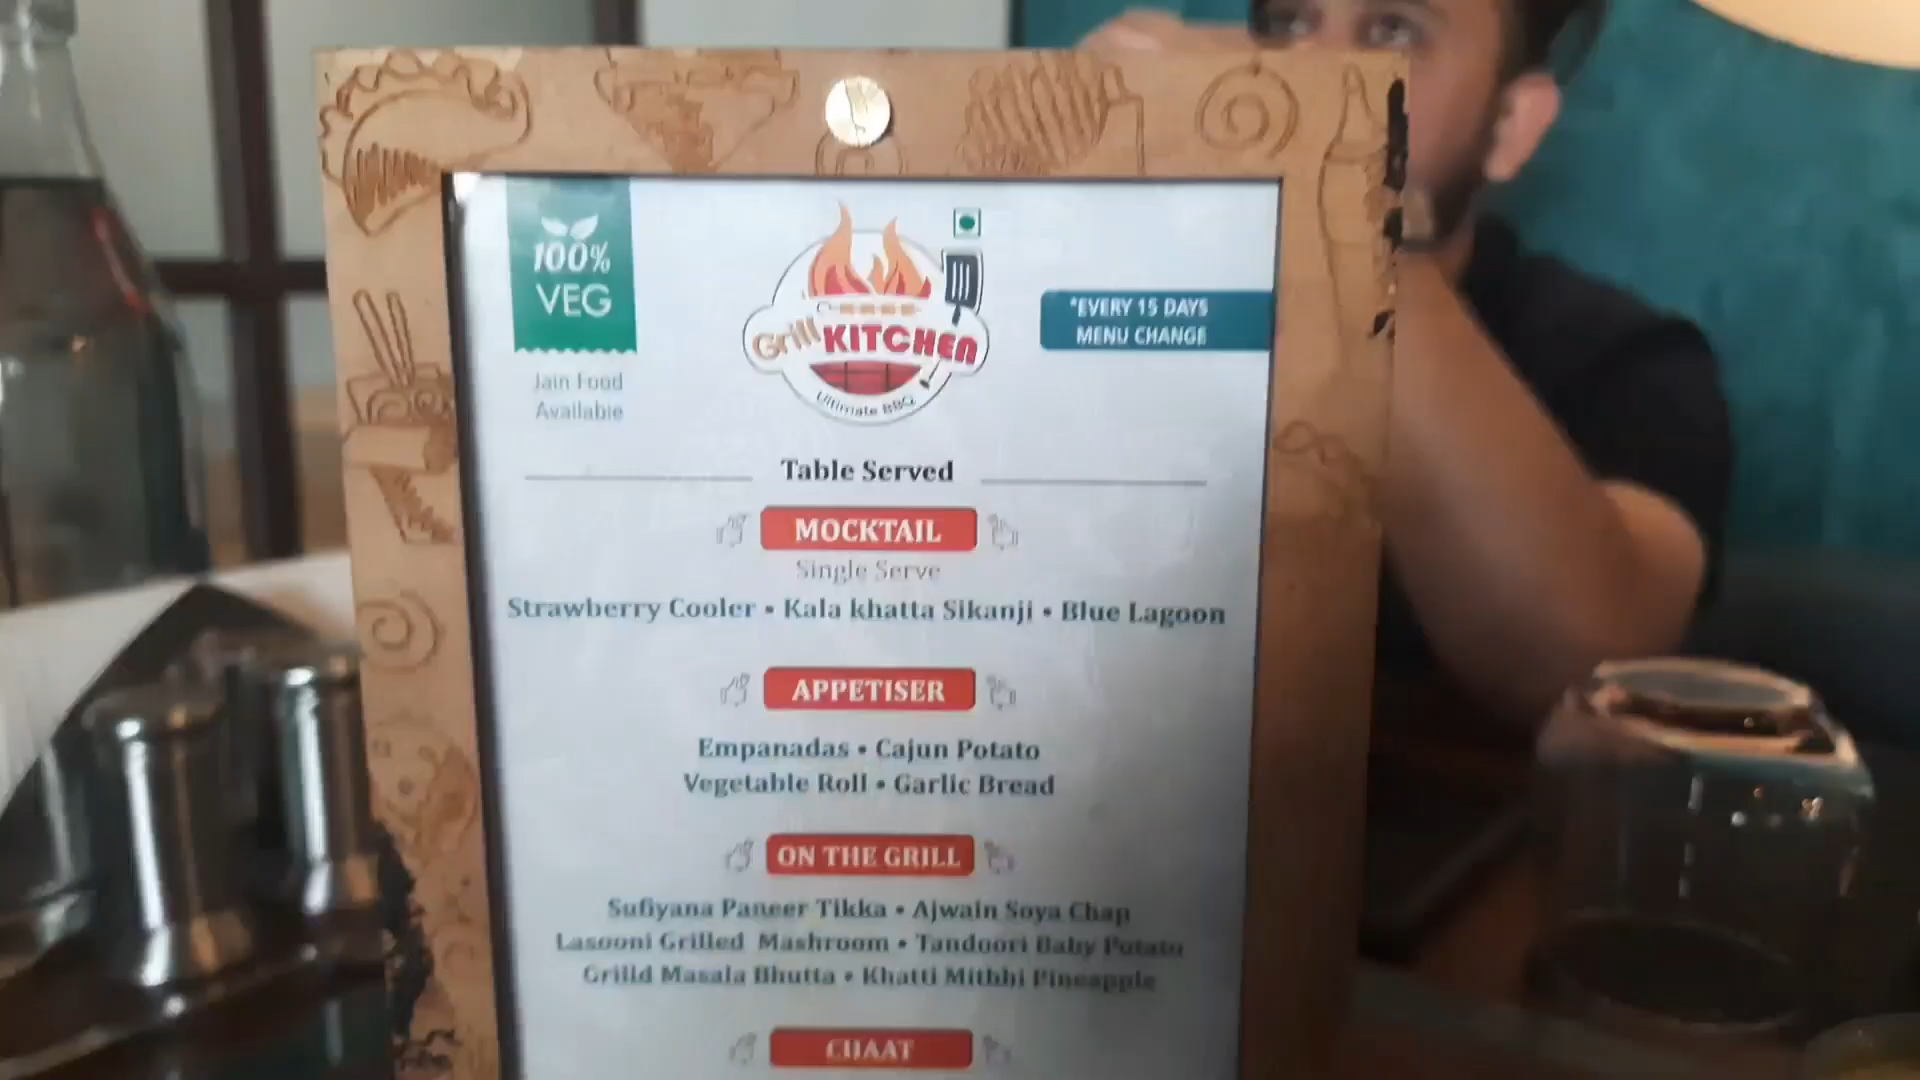 100%
VEG
Jain Food
Available
Grill KITCHEN
Ultimate BBQ
*EVERY 15 DAYS
MENU CHANGE
Table Served
MOCKTAIL
Single Serve
Strawberry Cooler • Kala khatta Sikanji • Blue Lagoon
APPETISER
Empanadas • Cajun Potato
Vegetable Roll • Garlic Bread
ON THE GRILL
Sufiyana Paneer Tikka • Ajwain Soya Chap
Lasooni Grilled Mashroom • Tandoori Baby Potato
Grilld Masala Bhutta • Khatti Mithhi Pineapple
CHAAT